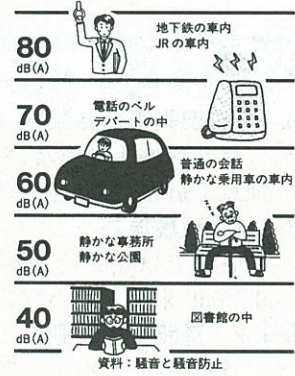 80
dB(A)
地下鉄の車内
JRの車内
70
dB(A)
電話のベル
デパートの中
60
dB(A)
普通の会話
静かな乗用車の車内
50
dB(A)
静かな事務所
静かな公園
40
dB(A)
図書館の中
資料：騒音と騒音防止